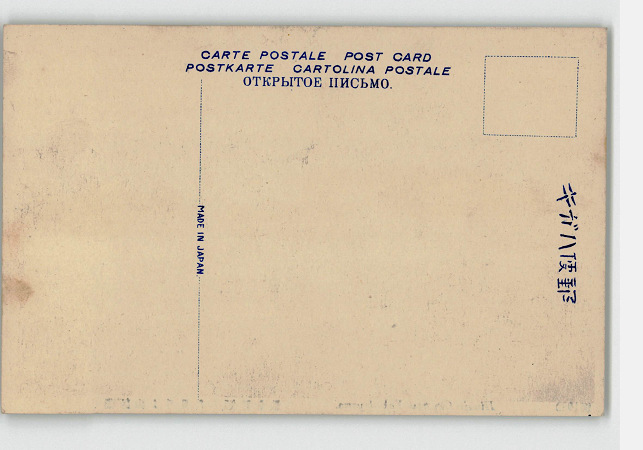 CARTE POSTALE POST CARD
POSTKARTE CARTOLINA POSTALE
ОТКРЫТОЕ ПИСЬМО.
MADE IN JAPAN
キガハ便郵